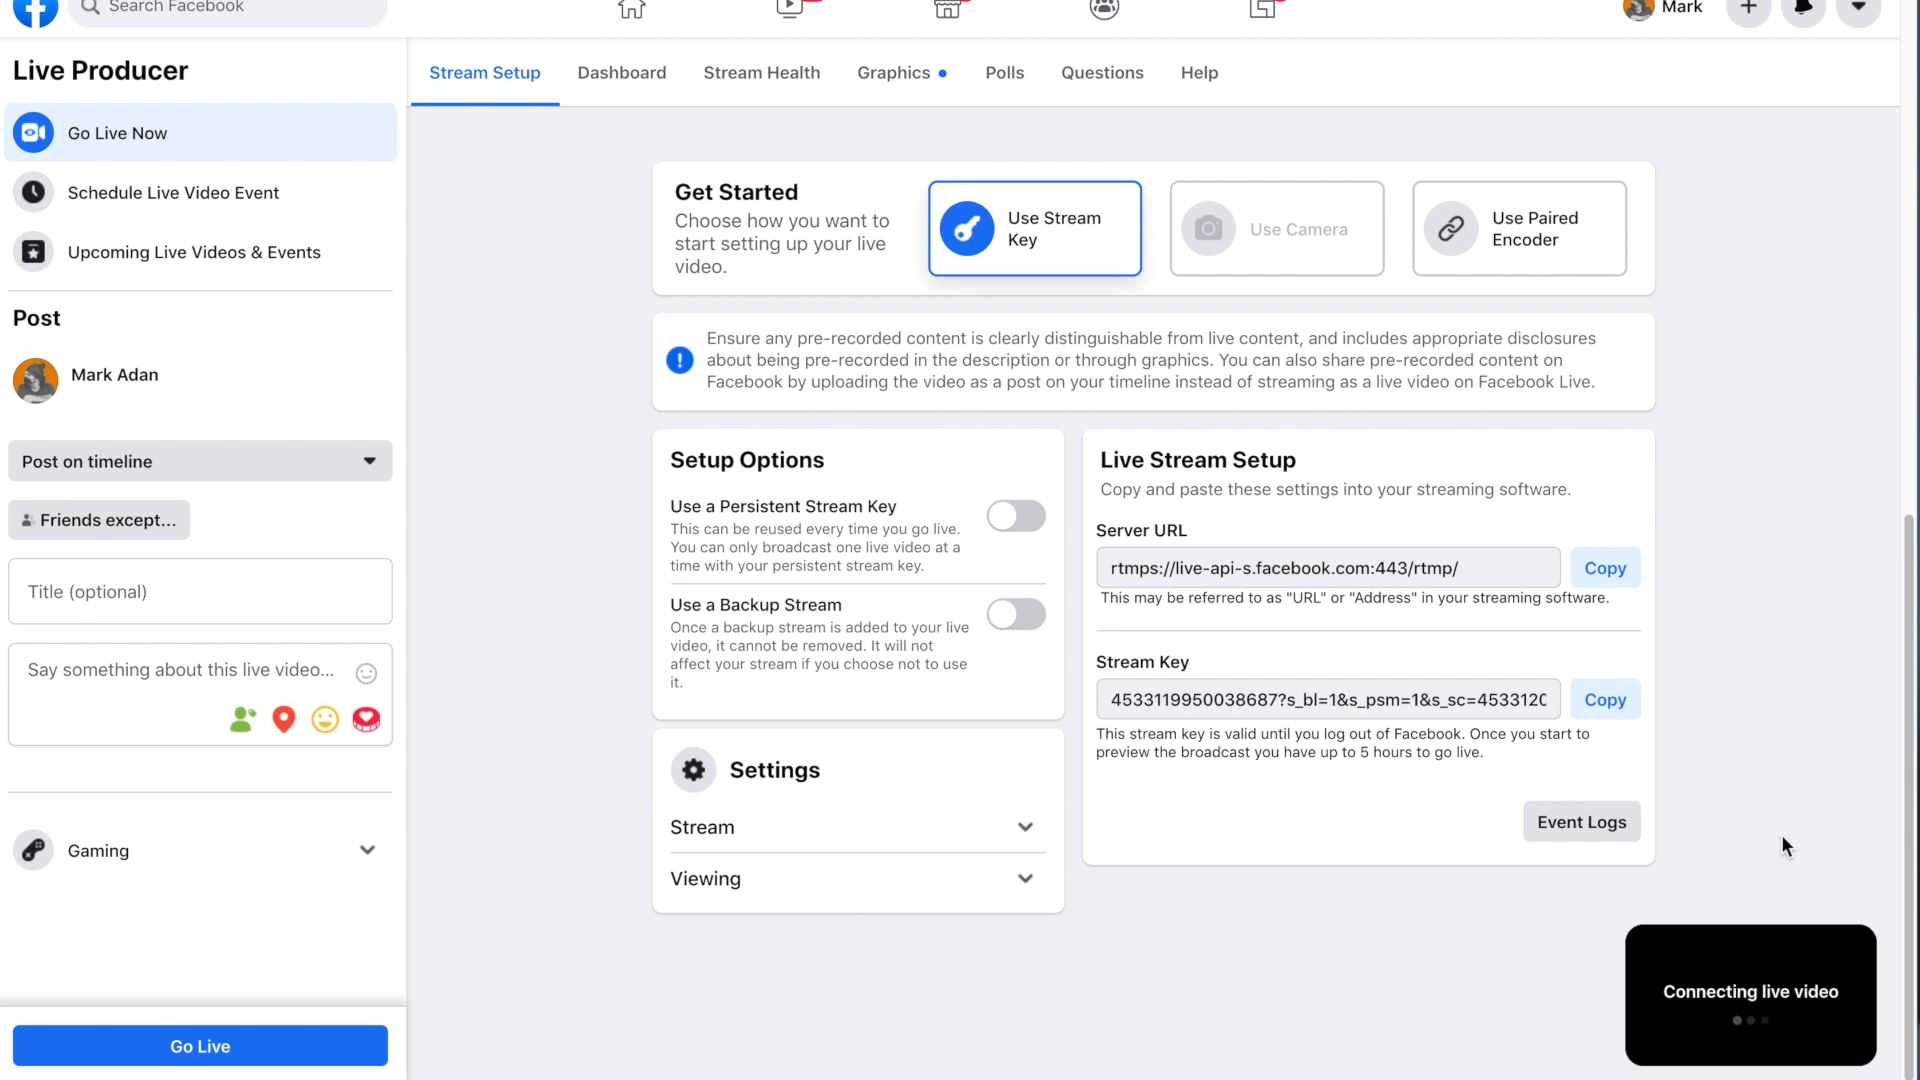 Search Facebook
Mark
Live Producer
Go Live Now
Schedule Live Video Event
Upcoming Live Videos & Events
Post
Mark Adan
Post on timeline
Friends except...
Title (optional)
Say something about this live video...
Gaming
Go Live
Stream Setup
Dashboard
Stream Health
Graphics
Polls
Questions
Help
Get Started
Choose how you want to
start setting up your live
video.
Use Stream
Key
Use Camera
Use Paired
Encoder
Ensure any pre-recorded content is clearly distinguishable from live content, and includes appropriate disclosures
about being pre-recorded in the description or through graphics. You can also share pre-recorded content on
Facebook by uploading the video as a post on your timeline instead of streaming as a live video on Facebook Live.
Setup Options
Use a Persistent Stream Key
This can be reused every time you go live.
You can only broadcast one live video at a
time with your persistent stream key.
Use a Backup Stream
Once a backup stream is added to your live
video, it cannot be removed. It will not
affect your stream if you choose not to use
it.
Settings
Stream
Viewing
Live Stream Setup
Copy and paste these settings into your streaming software.
Server URL
rtmps://live-api-s.facebook.com:443/rtmp/
Copy
This may be referred to as "URL" or "Address" in your streaming software.
Stream Key
4533119950038687?s_bl=1&s_psm=1&s_sc=453312
Copy
This stream key is valid until you log out of Facebook. Once you start to
preview the broadcast you have up to 5 hours to go live.
Event Logs
Connecting live video